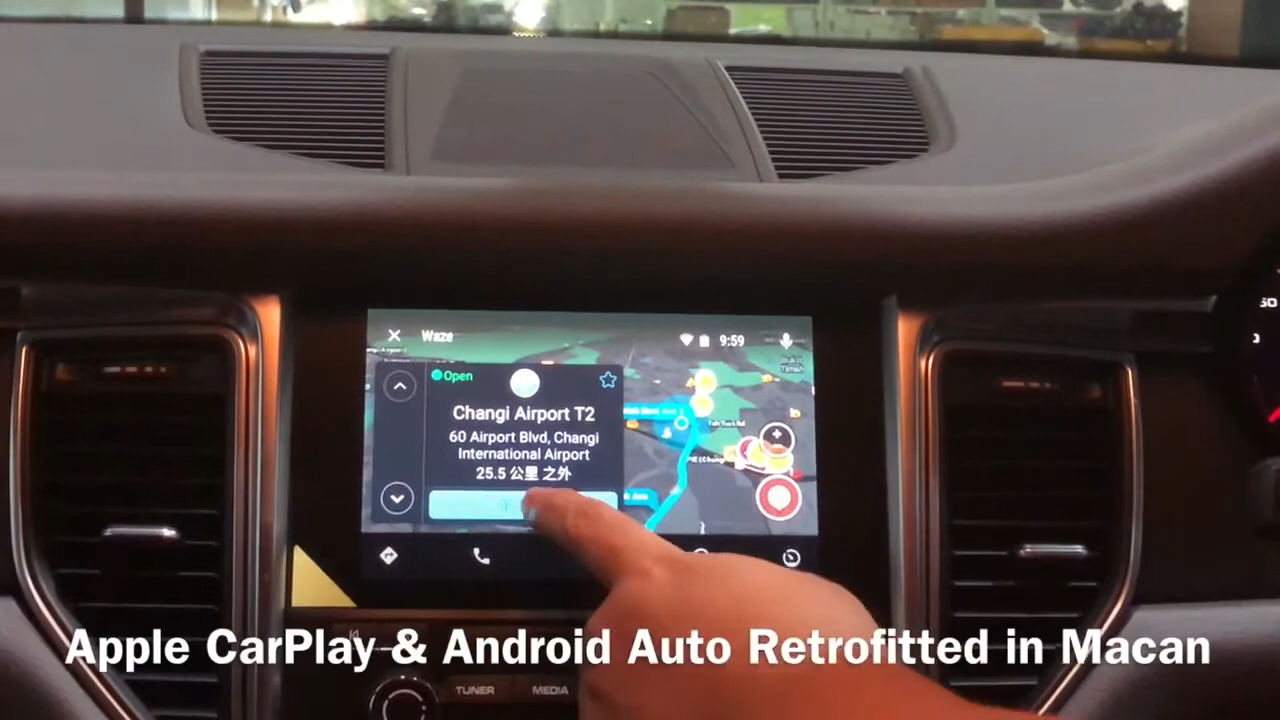 50
Waze
9:59
Open
Changi Airport T2
60 Airport Blvd, Changi
International Airport
25.5 公里 之外
Apple CarPlay & Android Auto Retrofitted in Macan
TUNER
MEDIA